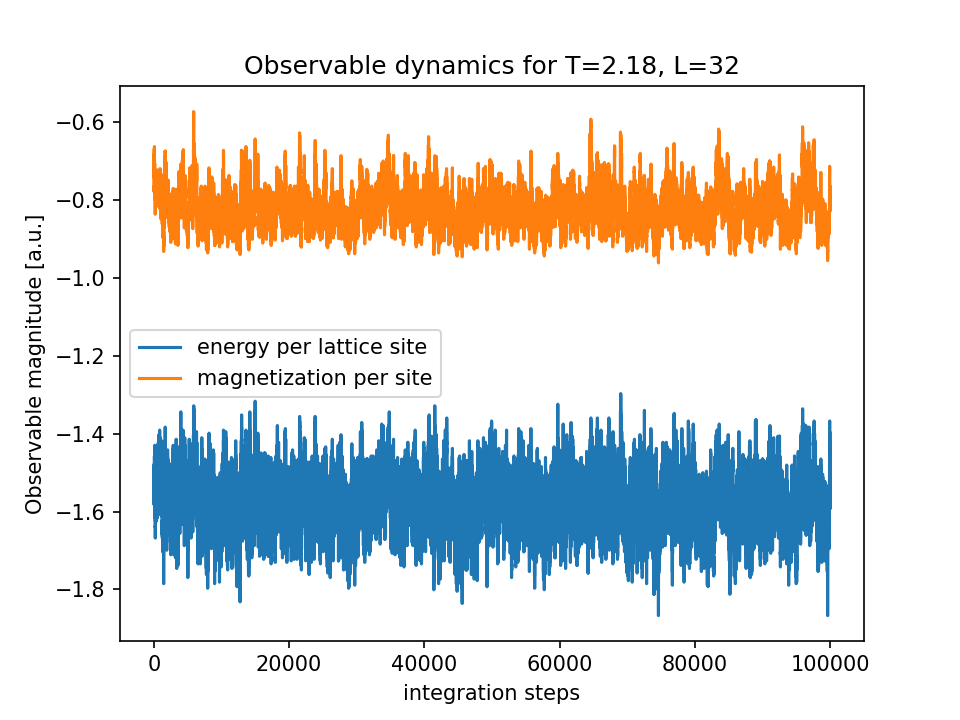 Observable dynamics for T=2.18, L=32
Observable magnitude [a.u.]
−0.6
−0.8
−1.0
−1.2
−1.4
−1.6
−1.8
energy per lattice site
magnetization per site
0 20000 40000 60000 80000 100000
integration steps